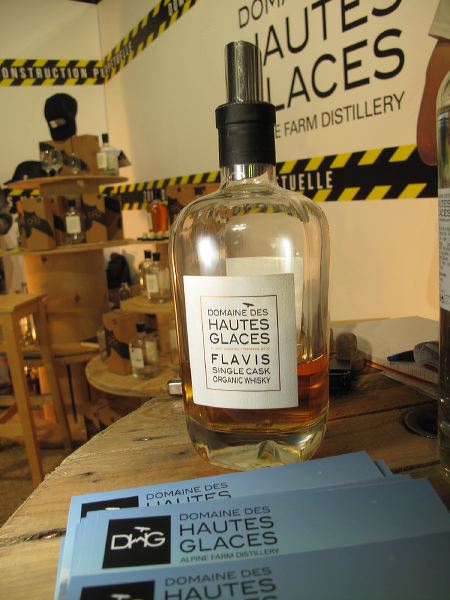 DOMAINE DES
HAUTES
GLACES
FARM DISTILLERY
CONSTRUCTION
DOMAINE DES
HAUTES
GLACES
FLAVIS
SINGLE CASK
ORGANIC WHISKY
DOMAINE DES
HAUTES
DHG
DOMAINE DES
HAUTES
GLACES
ALPINE FARM DISTILLERY
DOMAINE DES
HAUTES